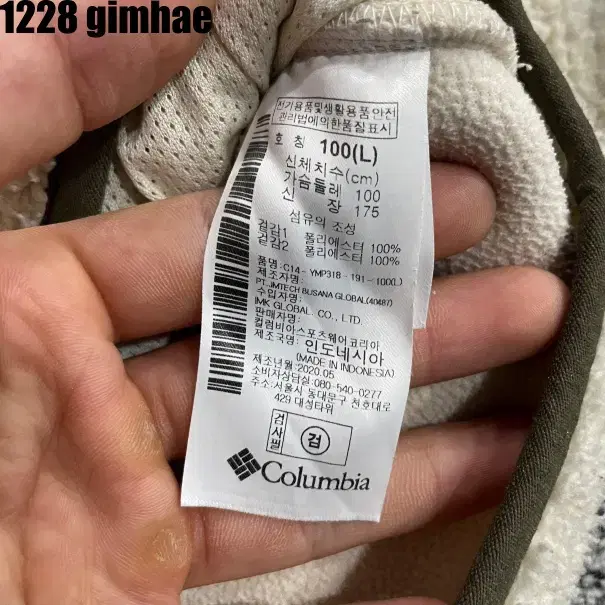 1228 gimhae
전기용품및생활용품안전
관리법에의한품질표시
호 칭 100(L)
신체치수(cm)
가슴둘레 100
신 장 175
섬유의 조성
겉감1 폴리에스터 100%
겉감2 폴리에스터 100%
품명:C14-YMP318-191-100(L)
제조자명:
PT.JMTECH BUSANA GLOBAL(40487)
수입자명:
IMK GLOBAL. CO., LTD.
판매자명:
컬럼비아스포츠웨어코리아
제조국명: 인도네시아
(MADE IN INDONESIA)
제조년월:2020.05
소비자상담실:080-540-0277
주소:서울시 동대문구 천호대로
429 대성타워
검사필 검
Columbia